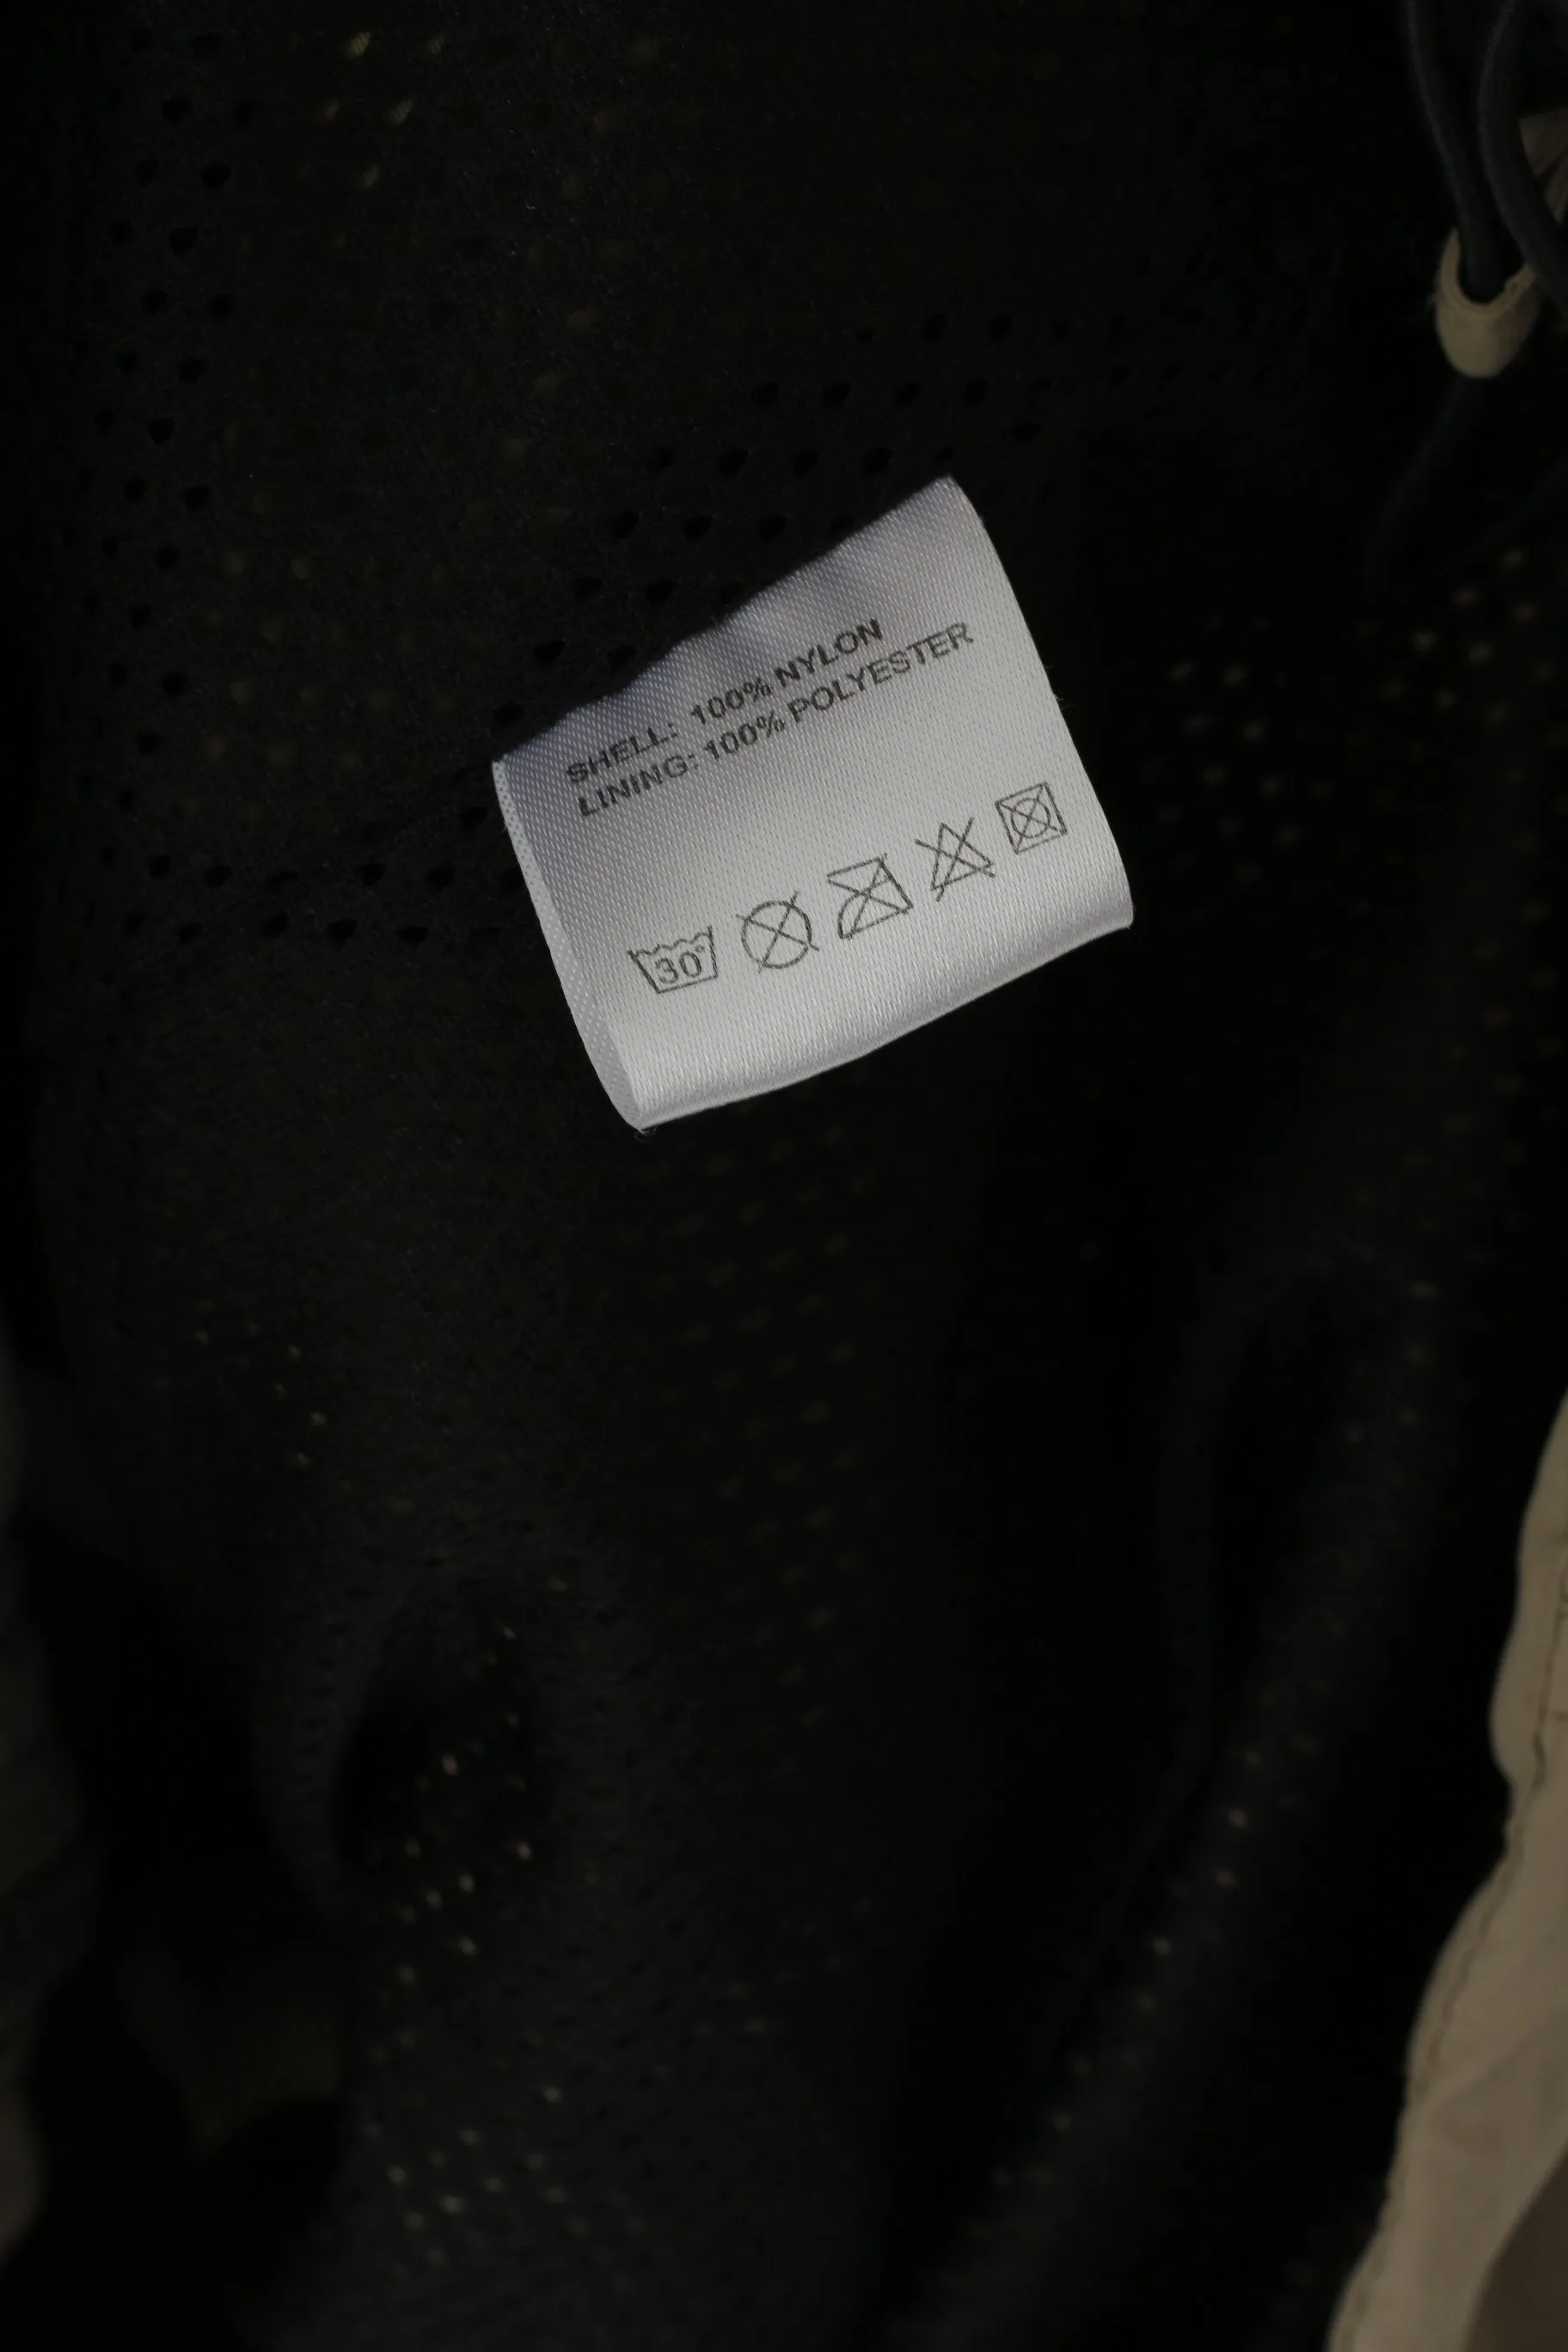 SHELL: 100% NYLON
LINING: 100% POLYESTER
30°